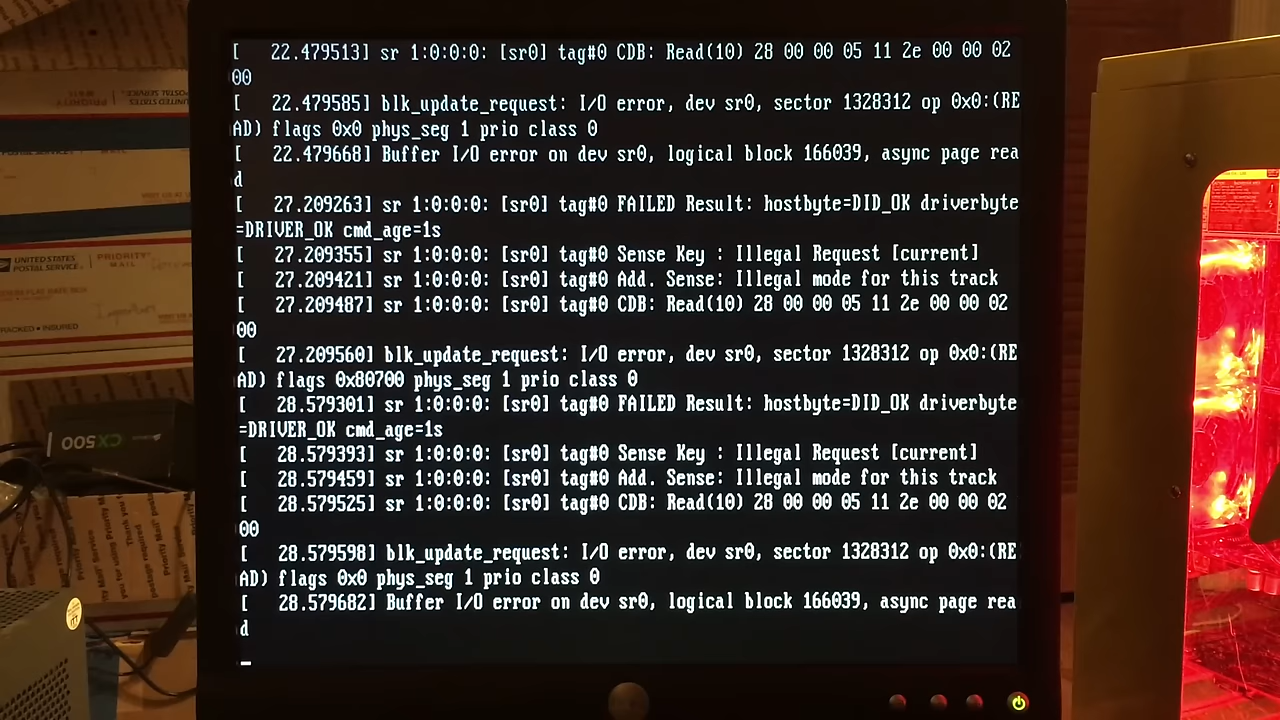 [   22.479513] sr 1:0:0:0: [sr0] tag#0 CDB: Read(10) 28 00 00 05 11 2e 00 00 02
00
[   22.479585] blk_update_request: I/O error, dev sr0, sector 1328312 op 0x0:(RE
AD) flags 0x0 phys_seg 1 prio class 0
[   22.479668] Buffer I/O error on dev sr0, logical block 166039, async page rea
d
[   27.209263] sr 1:0:0:0: [sr0] tag#0 FAILED Result: hostbyte=DID_OK driverbyte
=DRIVER_OK cmd_age=1s
[   27.209355] sr 1:0:0:0: [sr0] tag#0 Sense Key : Illegal Request [current]
[   27.209421] sr 1:0:0:0: [sr0] tag#0 Add. Sense: Illegal mode for this track
[   27.209487] sr 1:0:0:0: [sr0] tag#0 CDB: Read(10) 28 00 00 05 11 2e 00 00 02
00
[   27.209560] blk_update_request: I/O error, dev sr0, sector 1328312 op 0x0:(RE
AD) flags 0x80700 phys_seg 1 prio class 0
[   28.579301] sr 1:0:0:0: [sr0] tag#0 FAILED Result: hostbyte=DID_OK driverbyte
=DRIVER_OK cmd_age=1s
[   28.579393] sr 1:0:0:0: [sr0] tag#0 Sense Key : Illegal Request [current]
[   28.579459] sr 1:0:0:0: [sr0] tag#0 Add. Sense: Illegal mode for this track
[   28.579525] sr 1:0:0:0: [sr0] tag#0 CDB: Read(10) 28 00 00 05 11 2e 00 00 02
00
[   28.579598] blk_update_request: I/O error, dev sr0, sector 1328312 op 0x0:(RE
AD) flags 0x0 phys_seg 1 prio class 0
[   28.579682] Buffer I/O error on dev sr0, logical block 166039, async page rea
d
UNITED STATES
POSTAL SERVICE
PRIORITY
MAIL
TRACKED • INSURED
CX500